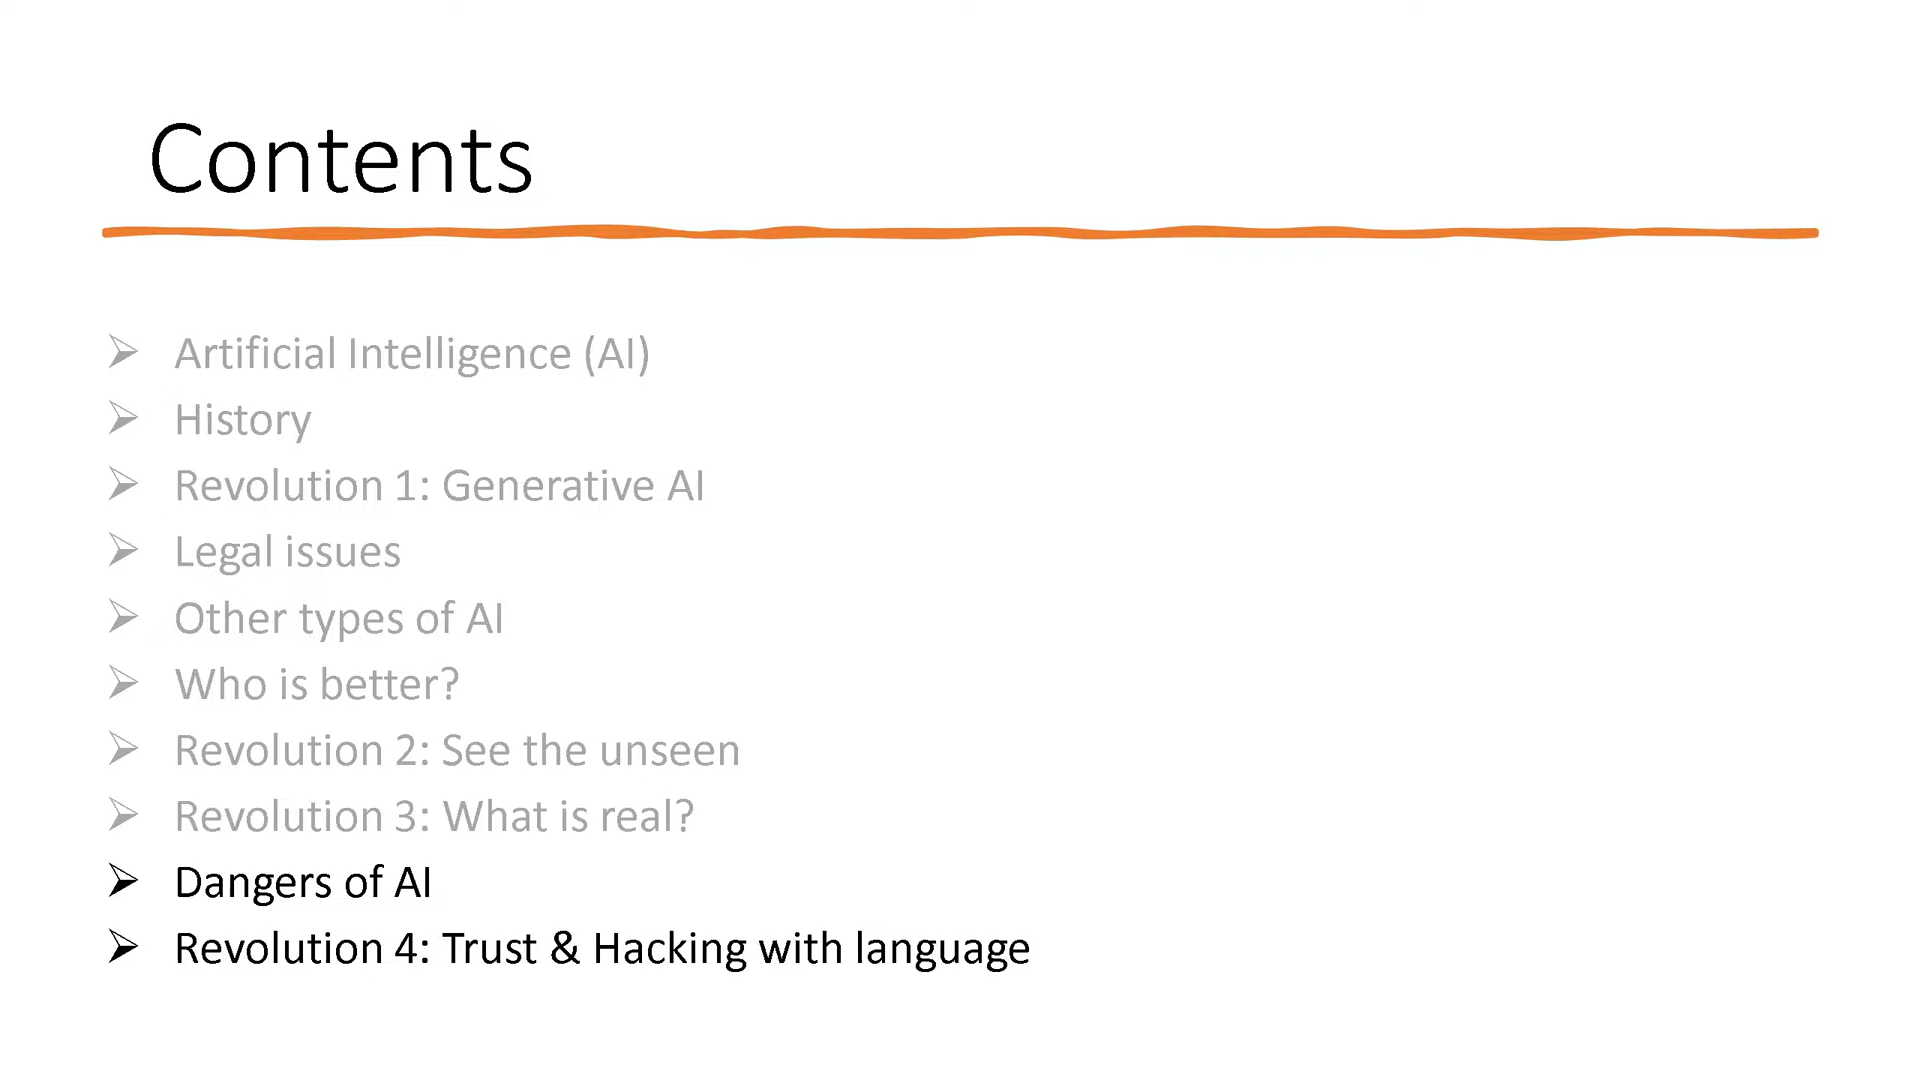 Contents
Artificial Intelligence (AI)
History
Revolution 1: Generative AI
Legal issues
Other types of AI
Who is better?
Revolution 2: See the unseen
Revolution 3: What is real?
Dangers of AI
Revolution 4: Trust & Hacking with language